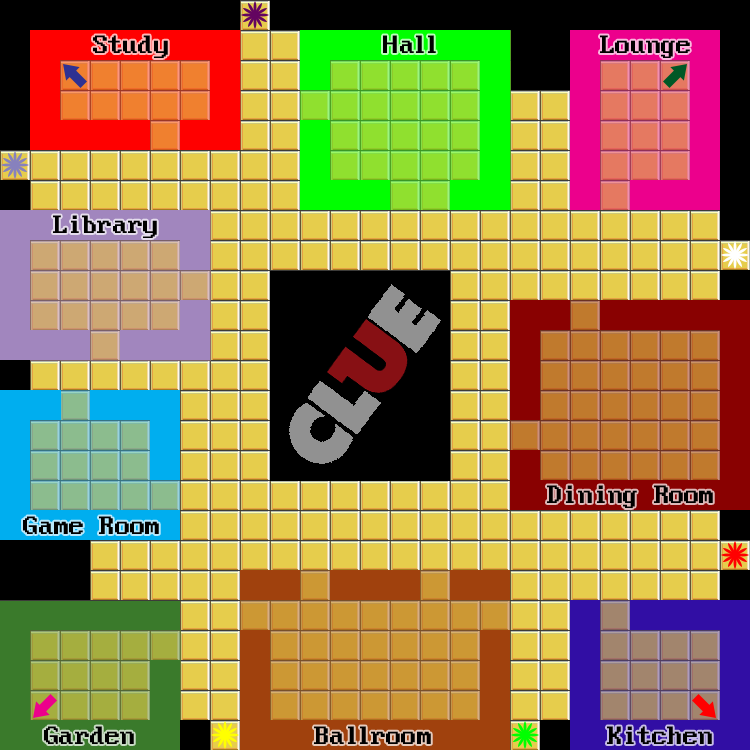 Study
Hall
Lounge
Library
CLUE
Dining Room
Game Room
Garden
Ballroom
Kitchen